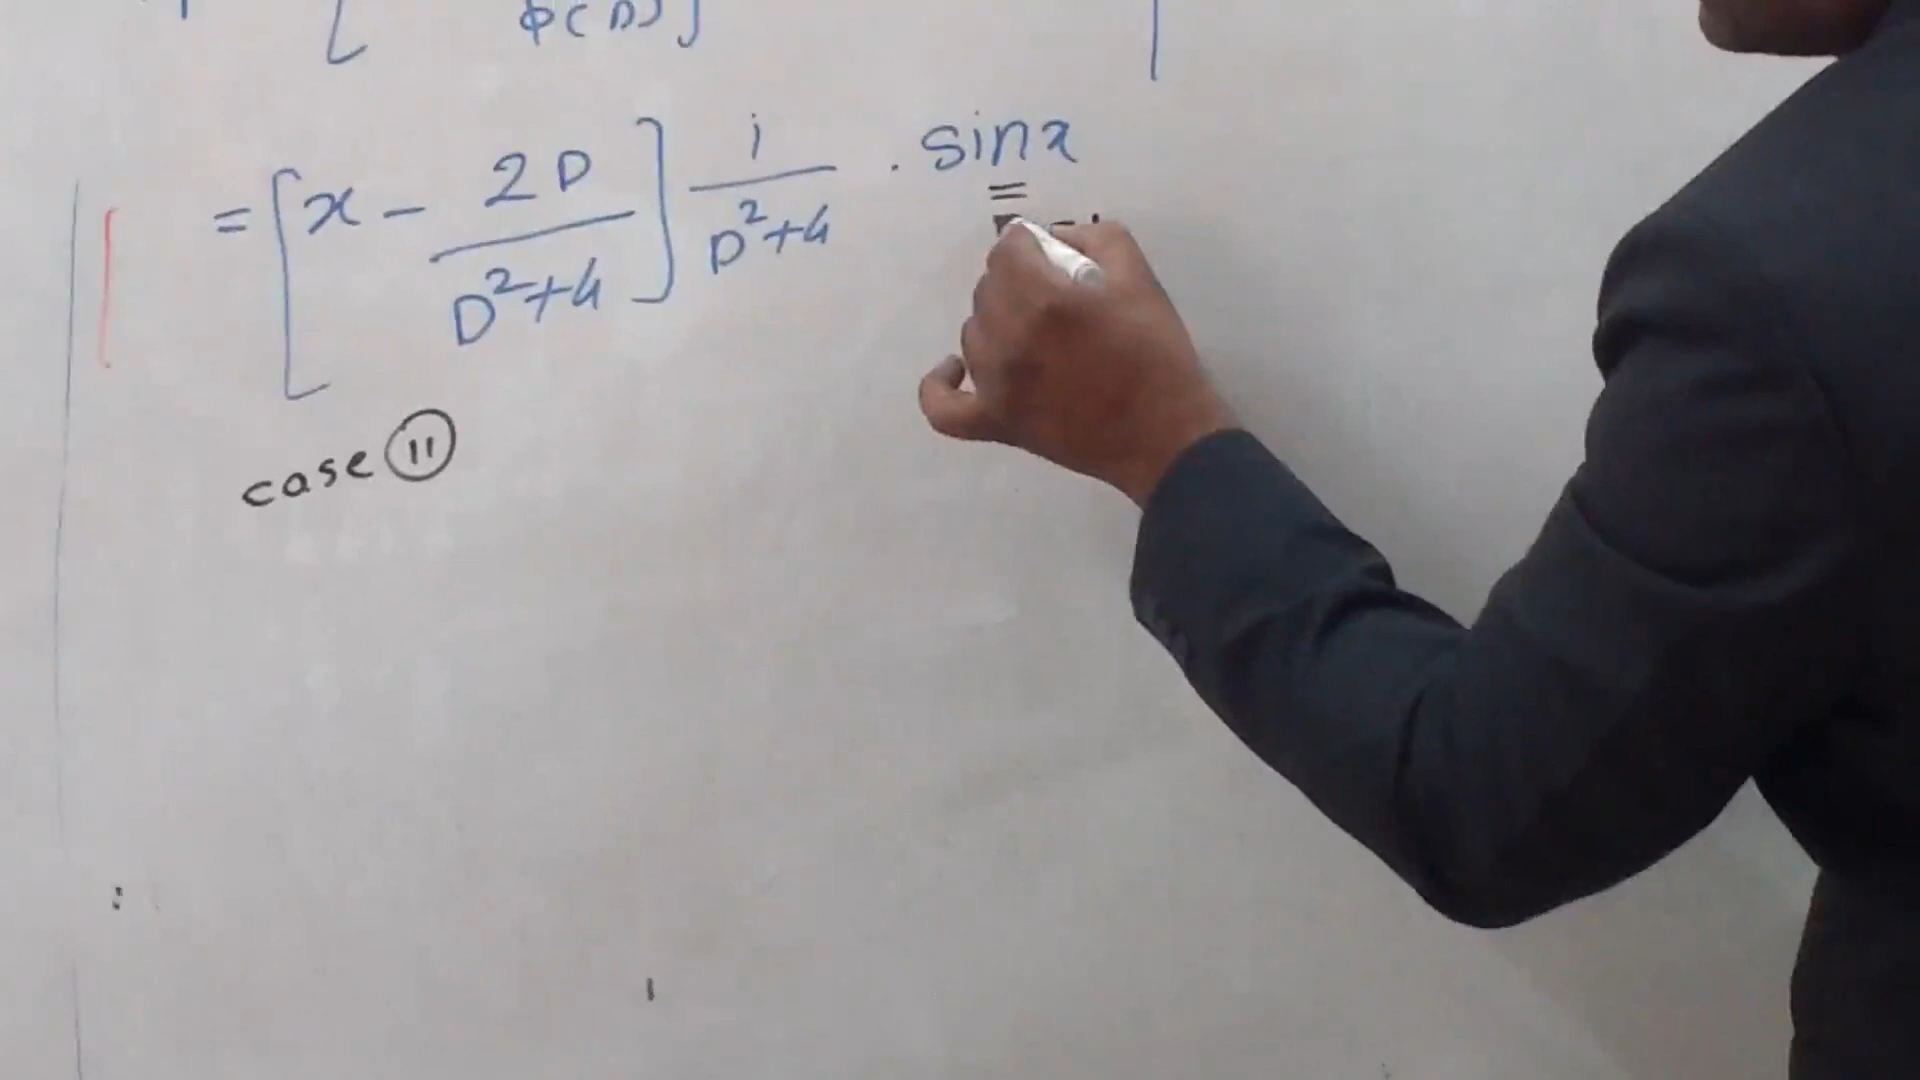 φ(D)]
= [x - 2D/(D²+4)] 1/(D²+4) . sinx
case (11)